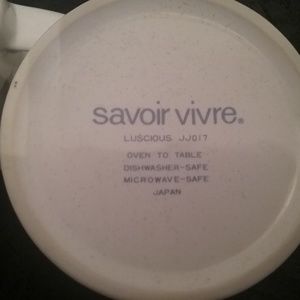 savoir vivre®
LUSCIOUS JJ017
OVEN TO TABLE
DISHWASHER-SAFE
MICROWAVE-SAFE
JAPAN